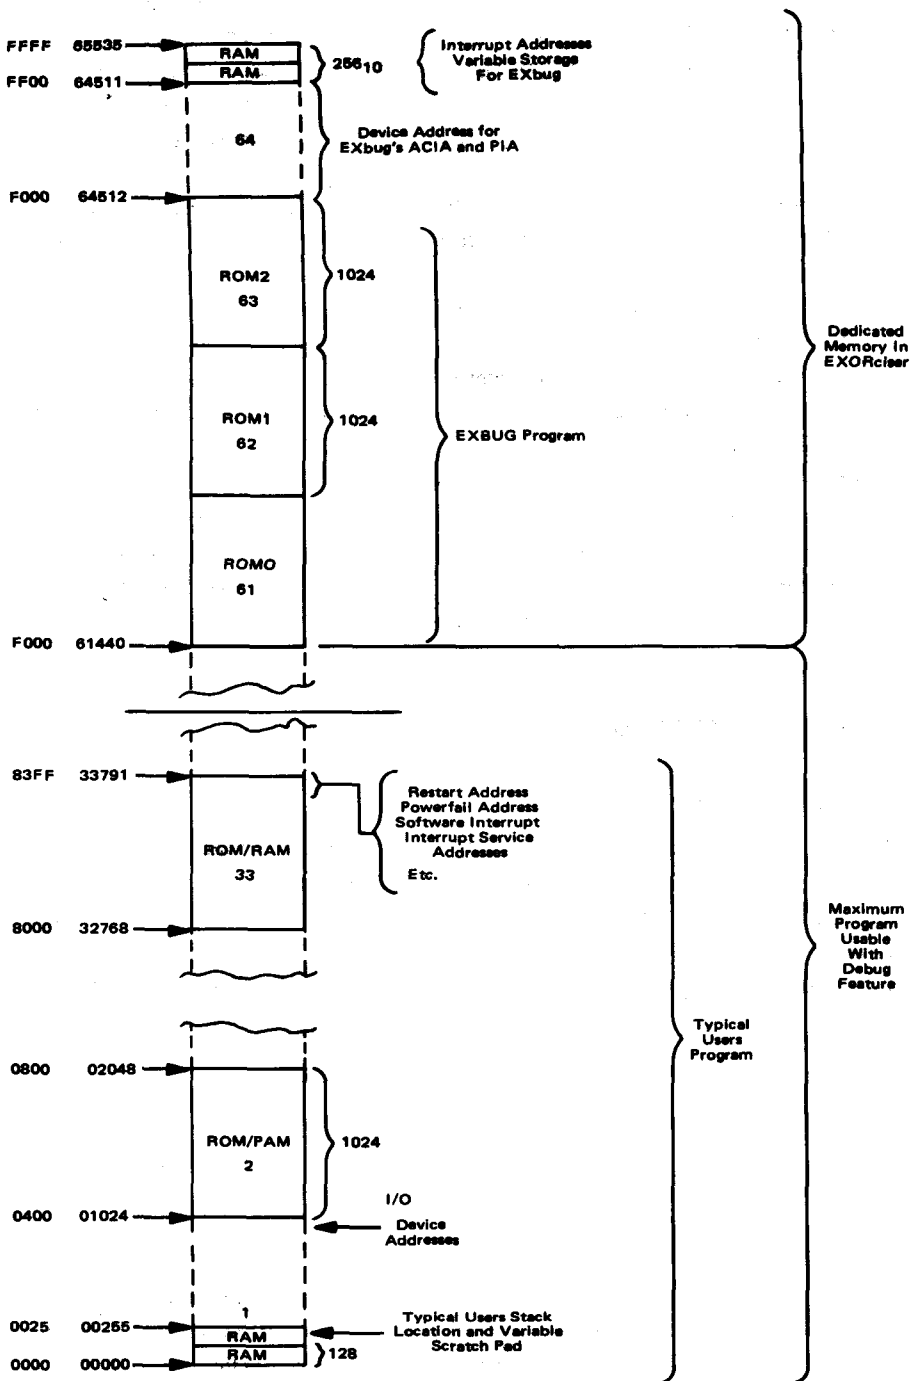 FFFF 65535
RAM
RAM
256₁₀
Interrupt Addresses
Variable Storage
For EXbug
FF00 64511
64
Device Address for
EXbug's ACIA and PIA
F000 64512
ROM2
63
1024
Dedicated
Memory In
EXORciser
ROM1
62
1024
EXBUG Program
ROMO
61
F000 61440
83FF 33791
Restart Address
Powerfail Address
Software Interrupt
Interrupt Service
Addresses
Etc.
ROM/RAM
33
8000 32768
Maximum
Program
Usable
With
Debug
Feature
Typical
Users
Program
0800 02048
ROM/PAM
2
1024
I/O
Device
Addresses
0400 01024
1
0025 00255
RAM
RAM
128
Typical Users Stack
Location and Variable
Scratch Pad
0000 00000